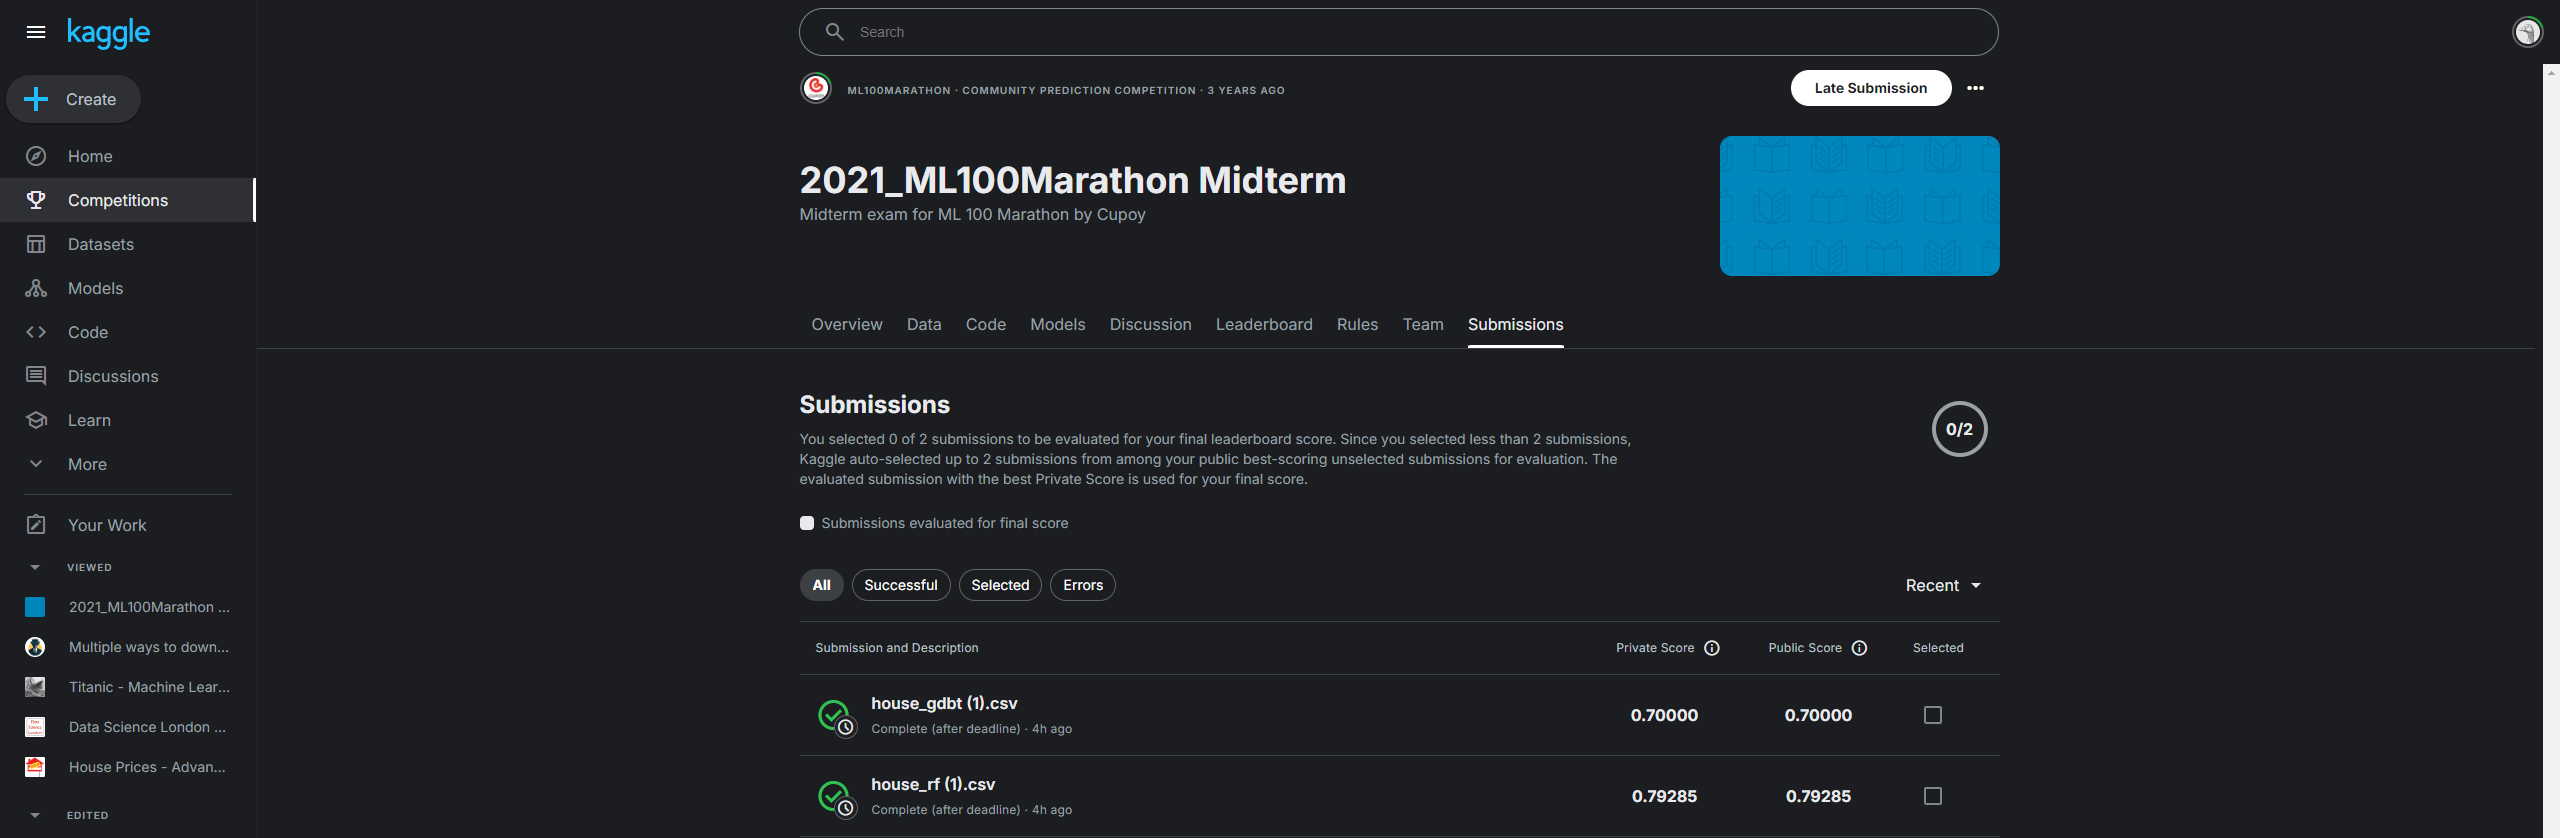 kaggle
Search
Create
Home
Competitions
Datasets
Models
Code
Discussions
Learn
More
Your Work
VIEWED
2021_ML100Marathon ...
Multiple ways to down...
Titanic - Machine Lear...
Data Science London ...
House Prices - Advan...
EDITED
ML100MARATHON · COMMUNITY PREDICTION COMPETITION · 3 YEARS AGO
Late Submission
2021_ML100Marathon Midterm
Midterm exam for ML 100 Marathon by Cupoy
Overview Data Code Models Discussion Leaderboard Rules Team Submissions
Submissions
0/2
You selected 0 of 2 submissions to be evaluated for your final leaderboard score. Since you selected less than 2 submissions,
Kaggle auto-selected up to 2 submissions from among your public best-scoring unselected submissions for evaluation. The
evaluated submission with the best Private Score is used for your final score.
Submissions evaluated for final score
All Successful Selected Errors Recent
Submission and Description Private Score Public Score Selected
house_gdbt (1).csv
Complete (after deadline) · 4h ago
0.70000 0.70000
house_rf (1).csv
Complete (after deadline) · 4h ago
0.79285 0.79285